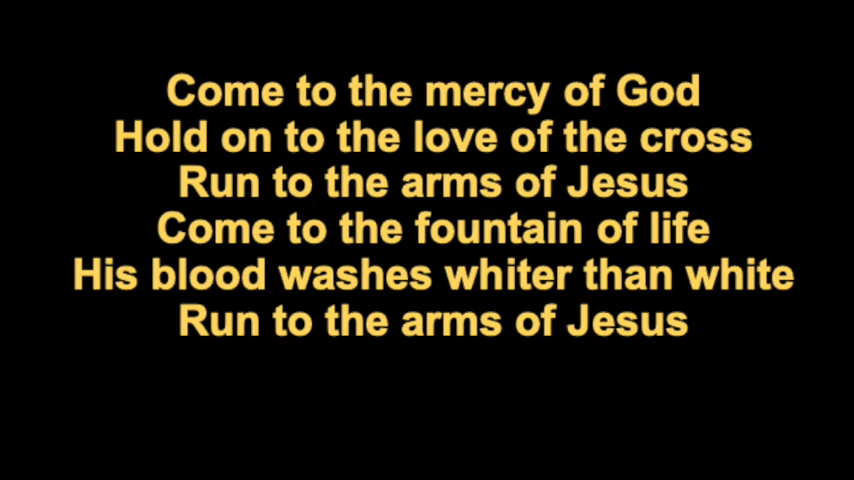 Come to the mercy of God
Hold on to the love of the cross
Run to the arms of Jesus
Come to the fountain of life
His blood washes whiter than white
Run to the arms of Jesus